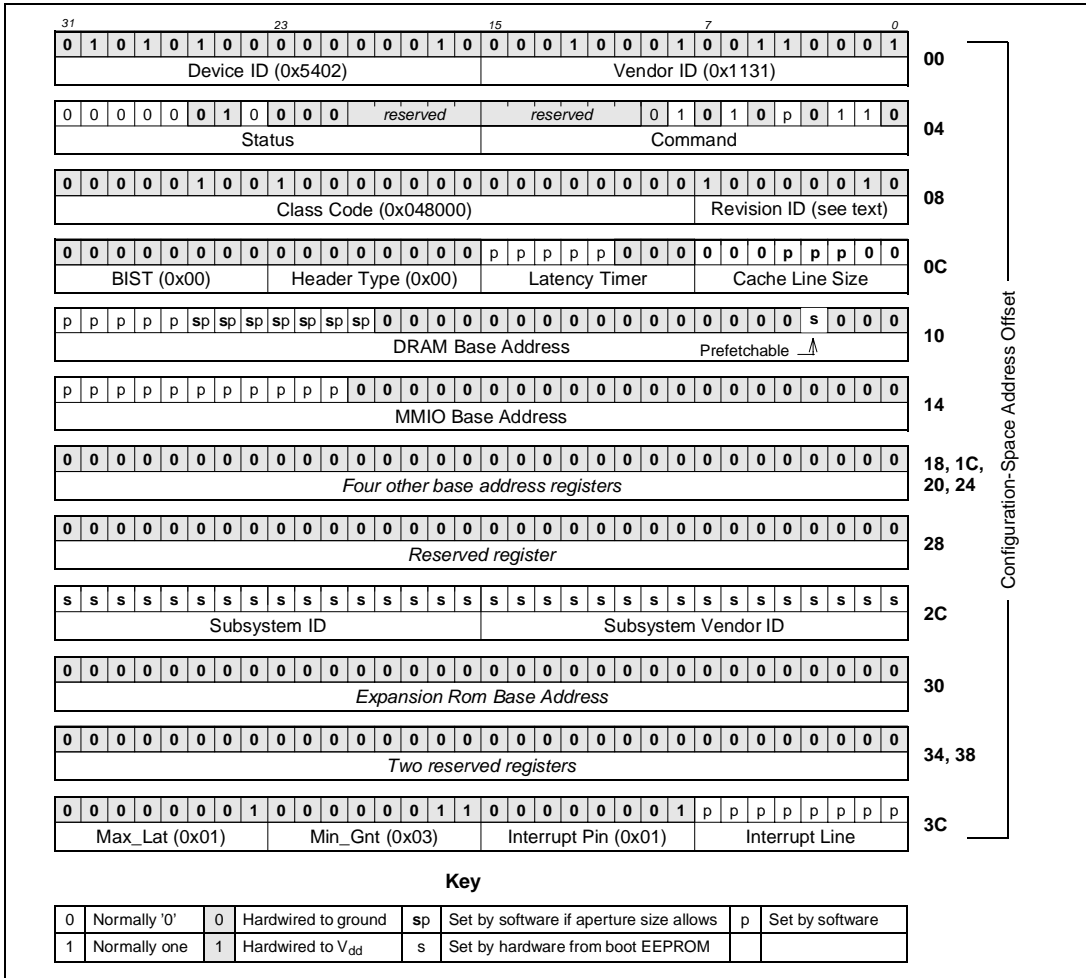 31 23 15 7 0
0 1 0 1 0 1 0 0 0 0 0 0 0 0 1 0 0 0 0 1 0 0 0 1 0 0 1 1 0 0 0 1
Device ID (0x5402) Vendor ID (0x1131)
00
0 0 0 0 0 0 1 0 0 0 0 reserved reserved 0 1 0 1 0 p 0 1 1 0
Status Command
04
0 0 0 0 0 1 0 0 1 0 0 0 0 0 0 0 0 0 0 0 0 0 0 0 1 0 0 0 0 0 1 0
Class Code (0x048000) Revision ID (see text)
08
0 0 0 0 0 0 0 0 0 0 0 0 0 0 0 0 p p p p p 0 0 0 0 0 0 p p p 0 0
BIST (0x00) Header Type (0x00) Latency Timer Cache Line Size
0C
p p p p p sp sp sp sp sp sp sp 0 0 0 0 0 0 0 0 0 0 0 0 0 0 0 0 s 0 0 0
DRAM Base Address Prefetchable
10
p p p p p p p p p p p 0 0 0 0 0 0 0 0 0 0 0 0 0 0 0 0 0 0 0 0 0
MMIO Base Address
14
0 0 0 0 0 0 0 0 0 0 0 0 0 0 0 0 0 0 0 0 0 0 0 0 0 0 0 0 0 0 0 0
Four other base address registers
18, 1C,
20, 24
0 0 0 0 0 0 0 0 0 0 0 0 0 0 0 0 0 0 0 0 0 0 0 0 0 0 0 0 0 0 0 0
Reserved register
28
s s s s s s s s s s s s s s s s s s s s s s s s s s s s s s s s
Subsystem ID Subsystem Vendor ID
2C
0 0 0 0 0 0 0 0 0 0 0 0 0 0 0 0 0 0 0 0 0 0 0 0 0 0 0 0 0 0 0 0
Expansion Rom Base Address
30
0 0 0 0 0 0 0 0 0 0 0 0 0 0 0 0 0 0 0 0 0 0 0 0 0 0 0 0 0 0 0 0
Two reserved registers
34, 38
0 0 0 0 0 0 0 1 0 0 0 0 0 0 1 1 0 0 0 0 0 0 0 1 p p p p p p p p
Max_Lat (0x01) Min_Gnt (0x03) Interrupt Pin (0x01) Interrupt Line
3C
Configuration-Space Address Offset
Key
0 Normally '0' 0 Hardwired to ground sp Set by software if aperture size allows p Set by software
1 Normally one 1 Hardwired to Vdd s Set by hardware from boot EEPROM